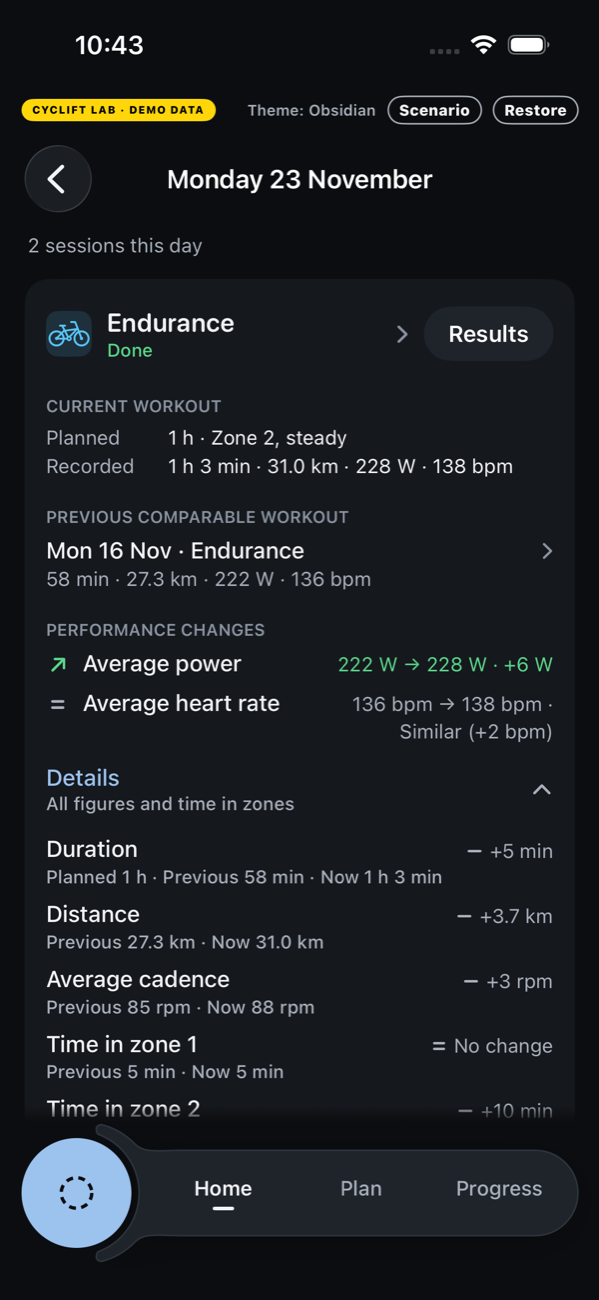 10:43
CYCLIFT LAB · DEMO DATA
Theme: Obsidian
Scenario
Restore
Monday 23 November
2 sessions this day
Endurance
Done
Results
CURRENT WORKOUT
Planned 1 h · Zone 2, steady
Recorded 1 h 3 min · 31.0 km · 228 W · 138 bpm
PREVIOUS COMPARABLE WORKOUT
Mon 16 Nov · Endurance
58 min · 27.3 km · 222 W · 136 bpm
PERFORMANCE CHANGES
Average power 222 W → 228 W · +6 W
= Average heart rate 136 bpm → 138 bpm ·
Similar (+2 bpm)
Details
All figures and time in zones
Duration — +5 min
Planned 1 h · Previous 58 min · Now 1 h 3 min
Distance — +3.7 km
Previous 27.3 km · Now 31.0 km
Average cadence — +3 rpm
Previous 85 rpm · Now 88 rpm
Time in zone 1 = No change
Previous 5 min · Now 5 min
Time in zone 2 — +10 min
Home
Plan
Progress